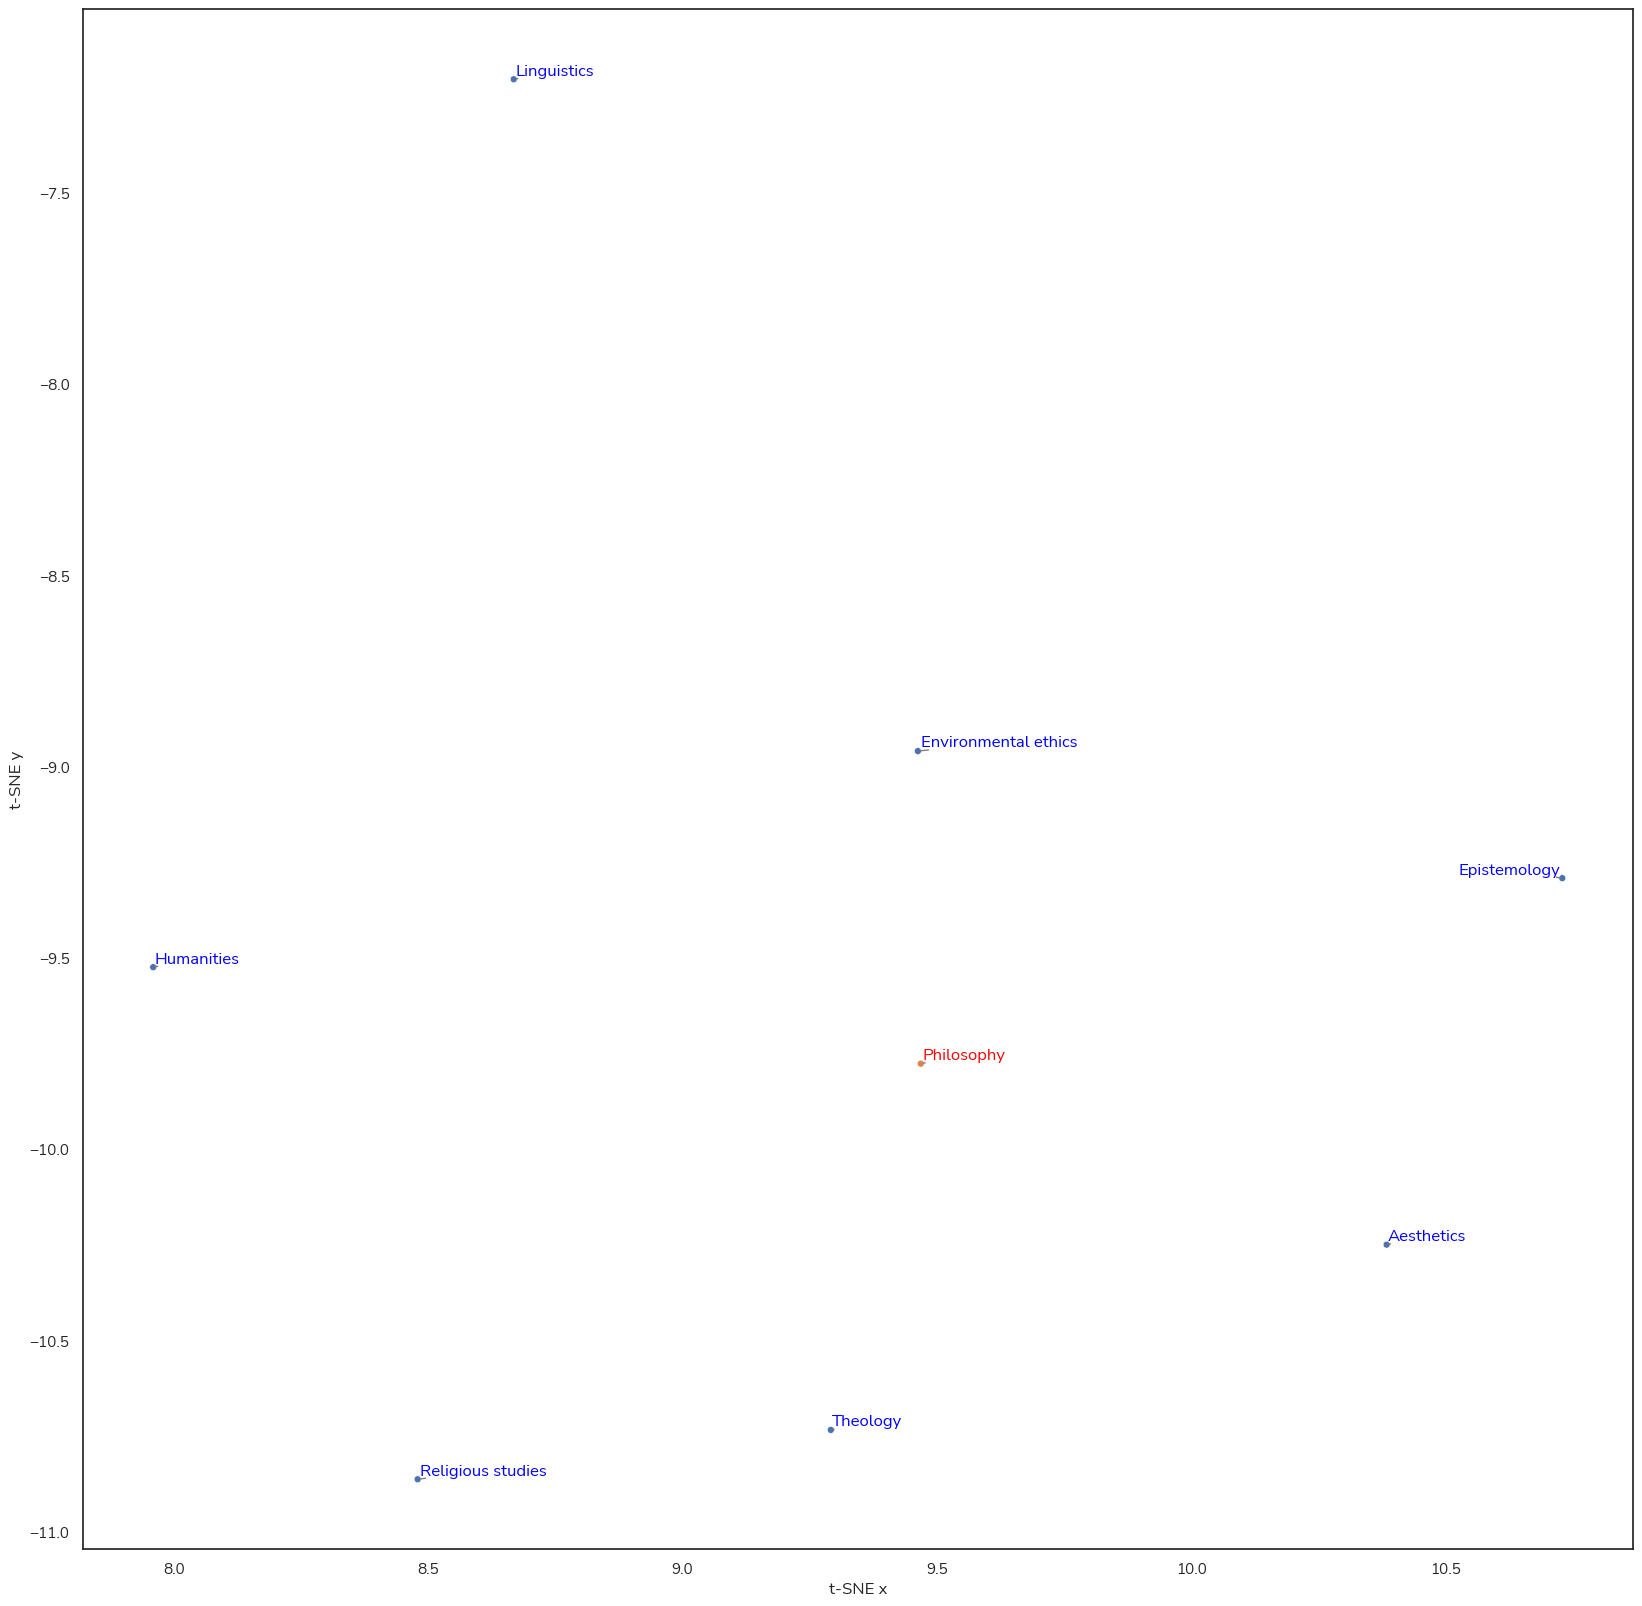 Linguistics
–7.5
–8.0
–8.5
Environmental ethics
–9.0
t-SNE y
Epistemology
–9.5
Humanities
Philosophy
–10.0
Aesthetics
–10.5
Theology
Religious studies
–11.0
8.0 8.5 9.0 9.5 10.0 10.5
t-SNE x